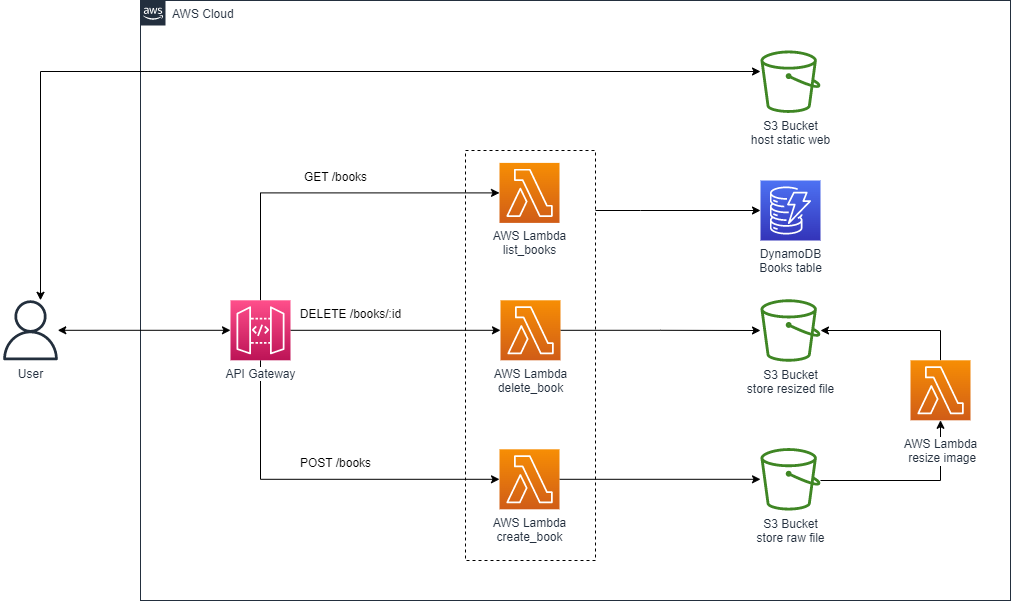 aws
AWS Cloud
S3 Bucket
host static web
GET /books
AWS Lambda
list_books
DynamoDB
Books table
DELETE /books/:id
</>
User
API Gateway
AWS Lambda
delete_book
S3 Bucket
store resized file
AWS Lambda
resize image
POST /books
AWS Lambda
create_book
S3 Bucket
store raw file